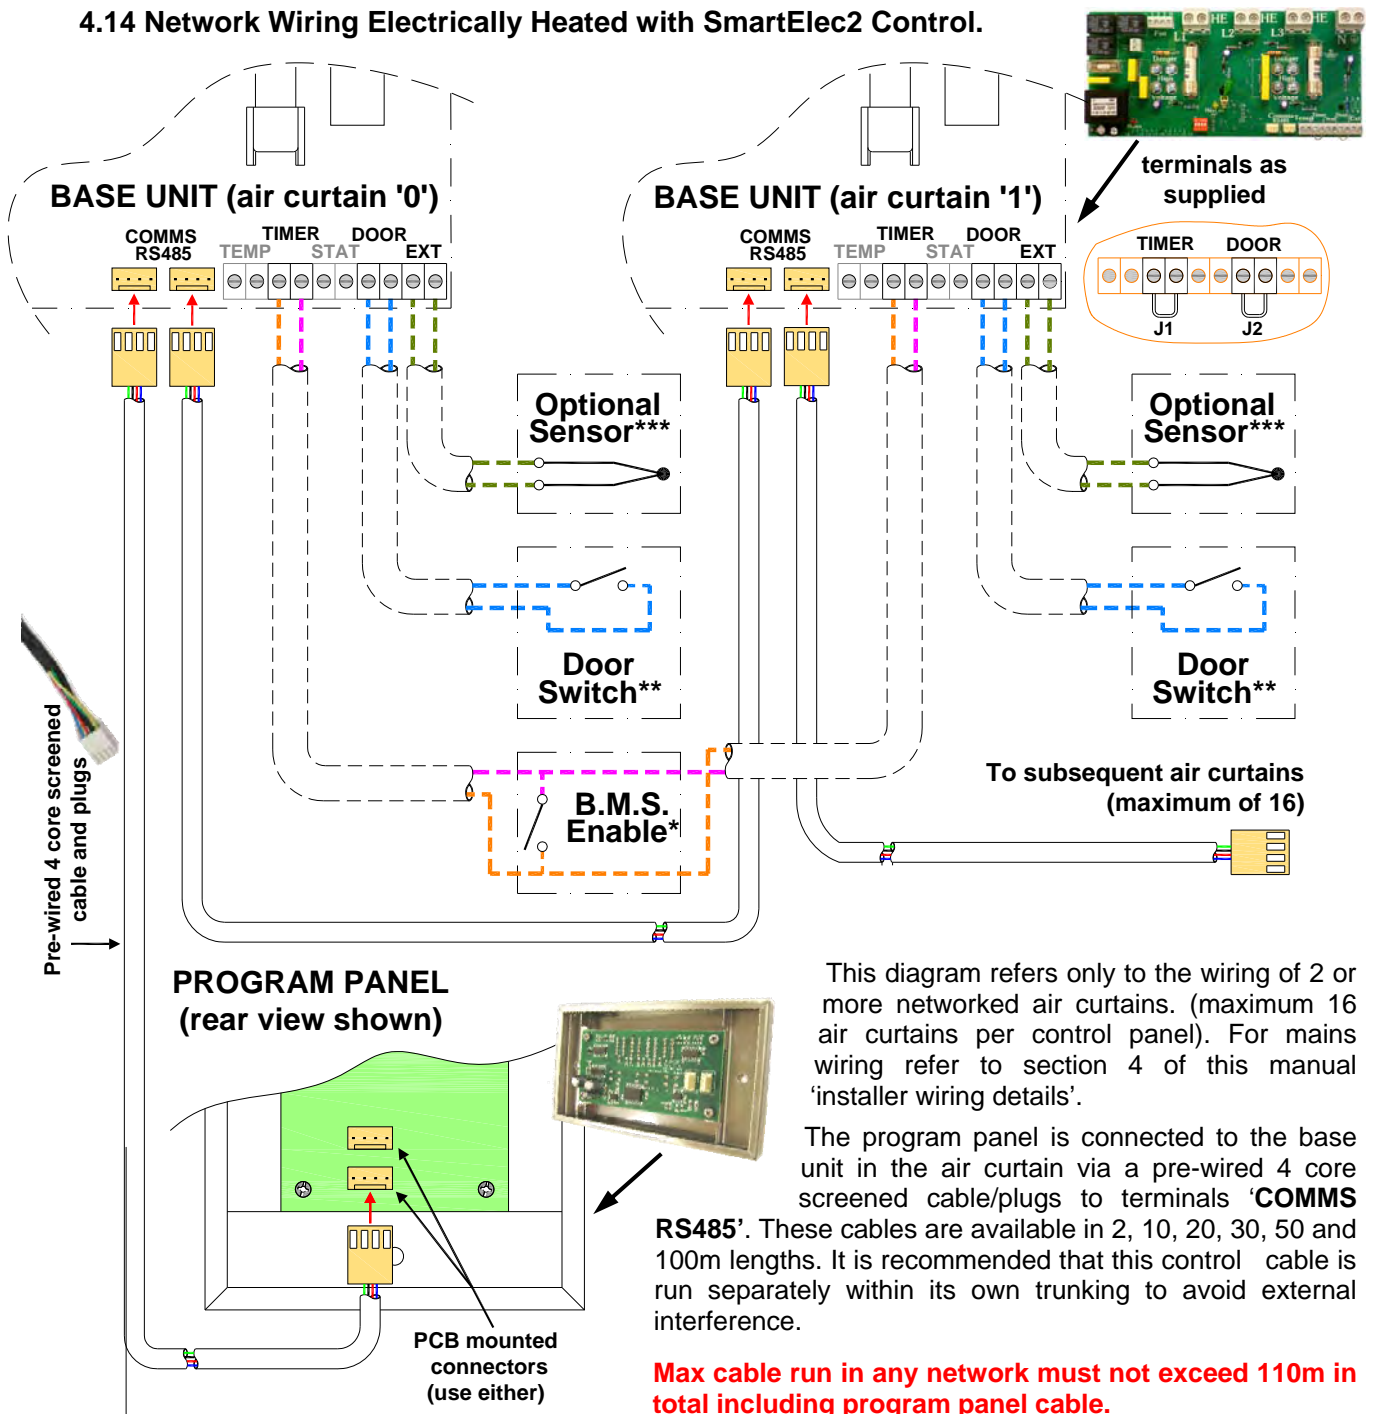 4.14 Network Wiring Electrically Heated with SmartElec2 Control.
L1
HE
L2
HE
L3
HE
N
terminals as
supplied
BASE UNIT (air curtain '0')
BASE UNIT (air curtain '1')
COMMS
RS485
TEMP
TIMER
STAT
DOOR
EXT
COMMS
RS485
TEMP
TIMER
STAT
DOOR
EXT
TIMER
DOOR
J1
J2
Optional
Sensor***
Optional
Sensor***
Door
Switch**
Door
Switch**
B.M.S.
Enable*
To subsequent air curtains
(maximum of 16)
Pre-wired 4 core screened
cable and plugs
PROGRAM PANEL
(rear view shown)
PCB mounted
connectors
(use either)
This diagram refers only to the wiring of 2 or
more networked air curtains. (maximum 16
air curtains per control panel). For mains
wiring refer to section 4 of this manual
‘installer wiring details’.
The program panel is connected to the base
unit in the air curtain via a pre-wired 4 core
screened cable/plugs to terminals ‘COMMS
RS485’. These cables are available in 2, 10, 20, 30, 50 and
100m lengths. It is recommended that this control cable is
run separately within its own trunking to avoid external
interference.
Max cable run in any network must not exceed 110m in
total including program panel cable.